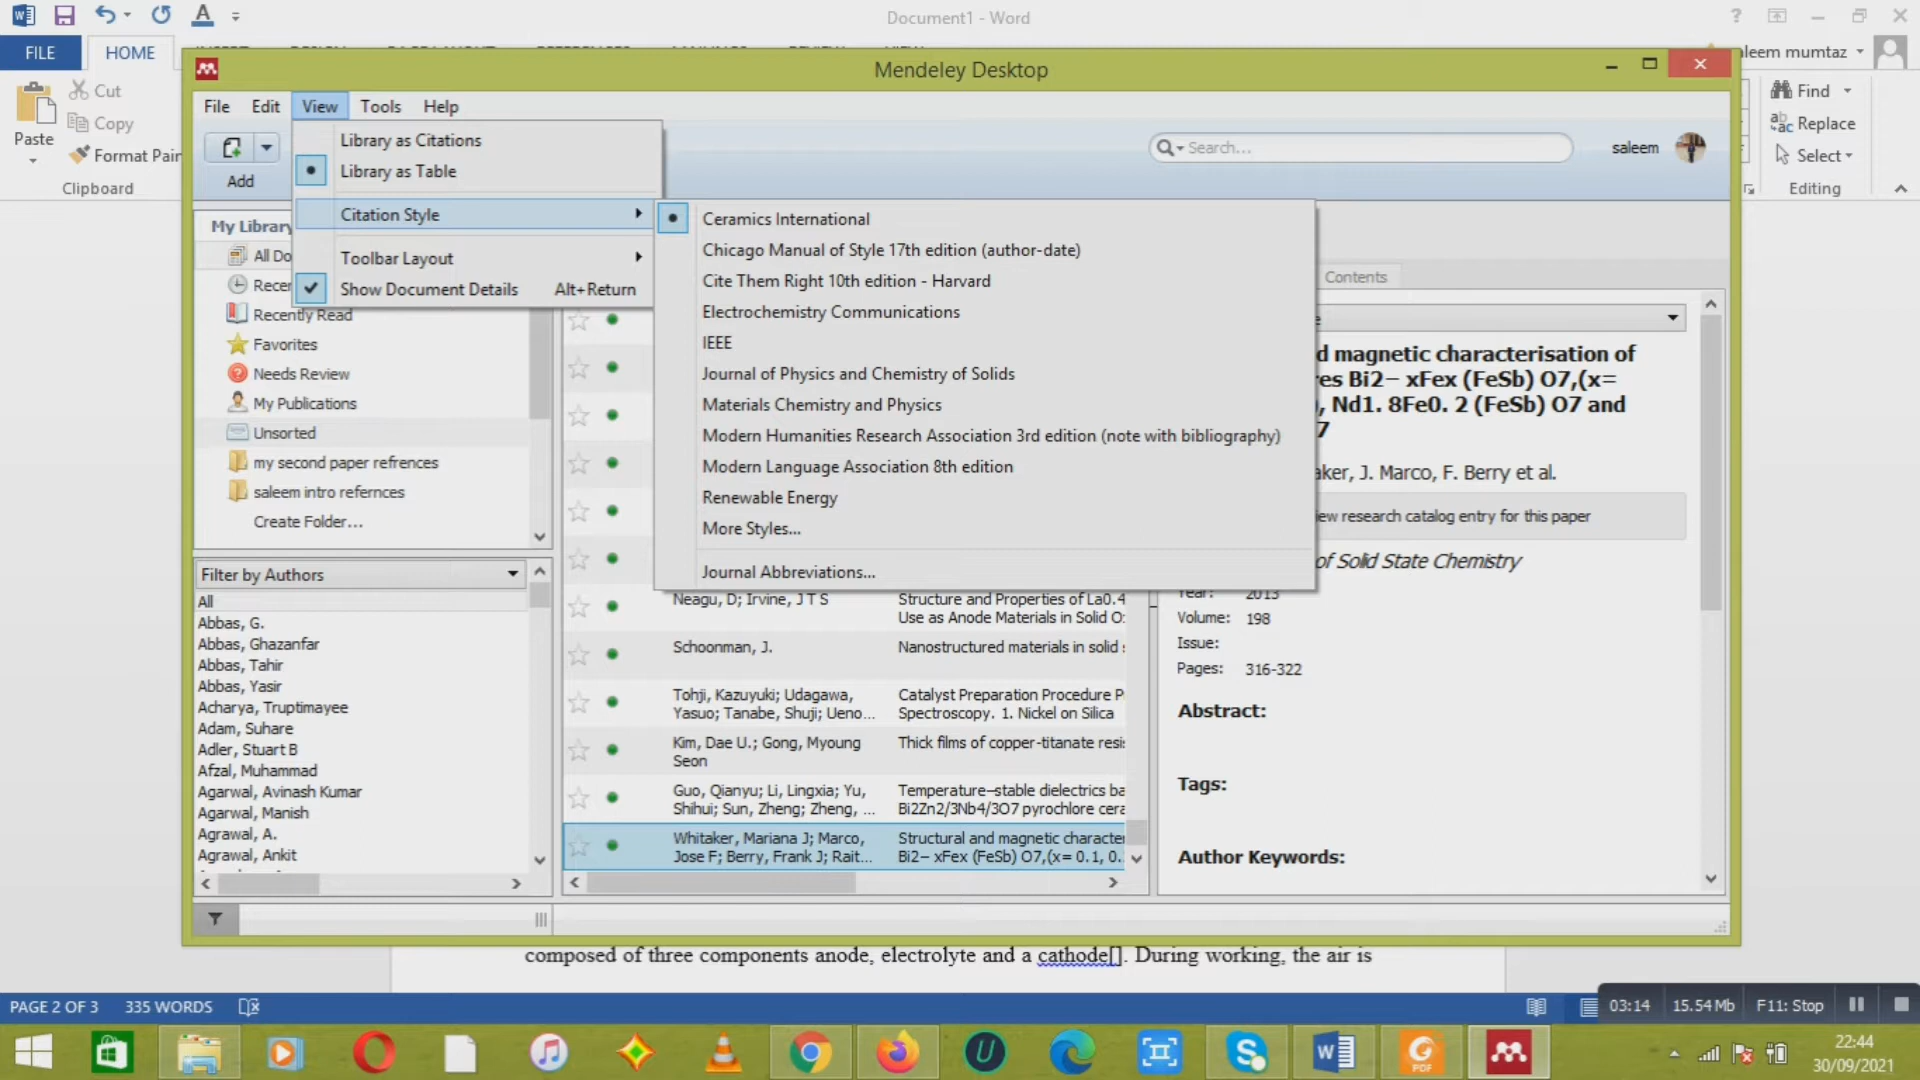 Document1 - Word
FILE
HOME
leem mumtaz
Paste
Cut
Copy
Format Pain
Clipboard
Find
Replace
Select
Editing
Mendeley Desktop
File
Edit
View
Tools
Help
Add
Search...
saleem
Library as Citations
Library as Table
Citation Style
Toolbar Layout
Show Document Details Alt+Return
Ceramics International
Chicago Manual of Style 17th edition (author-date)
Cite Them Right 10th edition - Harvard
Electrochemistry Communications
IEEE
Journal of Physics and Chemistry of Solids
Materials Chemistry and Physics
Modern Humanities Research Association 3rd edition (note with bibliography)
Modern Language Association 8th edition
Renewable Energy
More Styles...
Journal Abbreviations...
My Library
All Do
Recen
Recently Read
Favorites
Needs Review
My Publications
Unsorted
my second paper refrences
saleem intro refernces
Create Folder...
Filter by Authors
All
Abbas, G.
Abbas, Ghazanfar
Abbas, Tahir
Abbas, Yasir
Acharya, Truptimayee
Adam, Suhare
Adler, Stuart B
Afzal, Muhammad
Agarwal, Avinash Kumar
Agarwal, Manish
Agrawal, A.
Agrawal, Ankit
Neagu, D; Irvine, J T S
Structure and Properties of La0.4
Use as Anode Materials in Solid O
Schoonman, J.
Nanostructured materials in solid s
Tohji, Kazuyuki; Udagawa,
Yasuo; Tanabe, Shuji; Ueno...
Catalyst Preparation Procedure P
Spectroscopy. 1. Nickel on Silica
Kim, Dae U.; Gong, Myoung
Seon
Thick films of copper-titanate resi
Guo, Qianyu; Li, Lingxia; Yu,
Shihui; Sun, Zheng; Zheng, ...
Temperature–stable dielectrics ba
Bi2Zn2/3Nb4/3O7 pyrochlore cera
Whitaker, Mariana J; Marco,
Jose F; Berry, Frank J; Rait...
Structural and magnetic character
Bi2− xFex (FeSb) O7,(x= 0.1, 0.
Contents
d magnetic characterisation of
res Bi2− xFex (FeSb) O7,(x=
), Nd1. 8Fe0. 2 (FeSb) O7 and
7
aker, J. Marco, F. Berry et al.
iew research catalog entry for this paper
of Solid State Chemistry
Year: 2013
Volume: 198
Issue:
Pages: 316-322
Abstract:
Tags:
Author Keywords:
composed of three components anode, electrolyte and a cathode[]. During working, the air is
PAGE 2 OF 3
335 WORDS
03:14
15.54 Mb
F11: Stop
22:44
30/09/2021